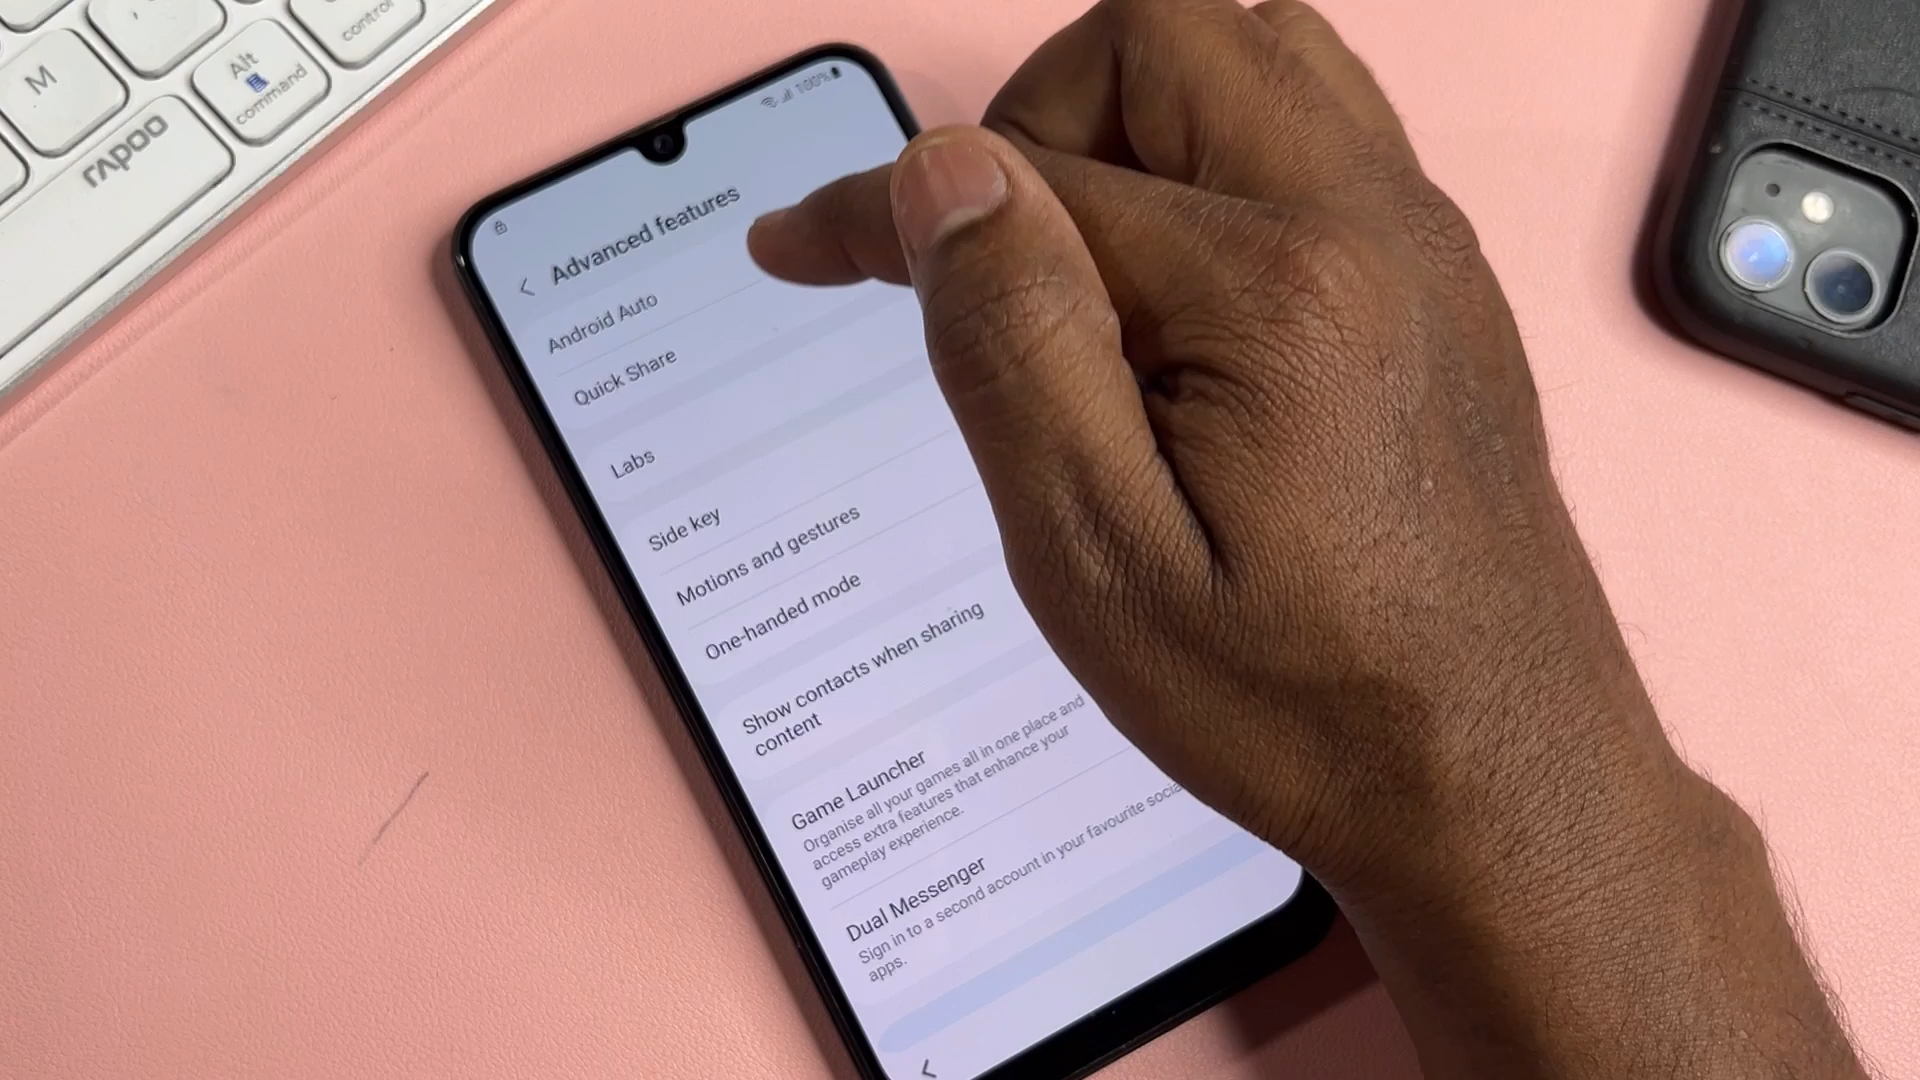 control
Alt
command
M
rapoo
100%
Advanced features
Android Auto
Quick Share
Labs
Side key
Motions and gestures
One-handed mode
Show contacts when sharing
content
Game Launcher
Organise all your games all in one place and
access extra features that enhance your
gameplay experience.
Dual Messenger
Sign in to a second account in your favourite social
apps.